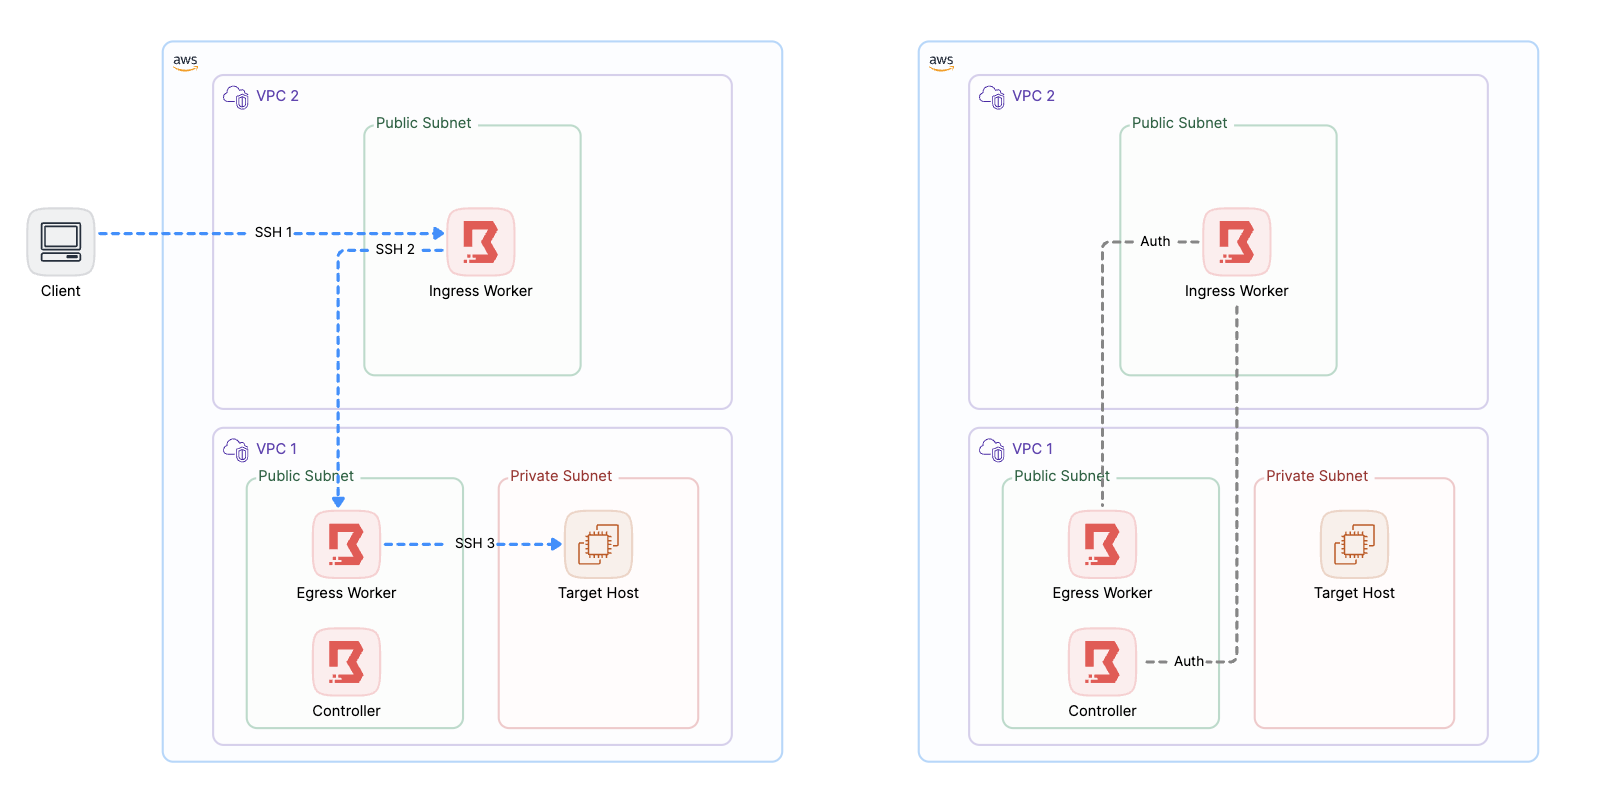 aws
VPC 2
Public Subnet
SSH 1
SSH 2
Client
Ingress Worker
VPC 1
Public Subnet
Private Subnet
SSH 3
Egress Worker
Target Host
Controller
aws
VPC 2
Public Subnet
Auth
Ingress Worker
VPC 1
Public Subnet
Private Subnet
Egress Worker
Target Host
Auth
Controller